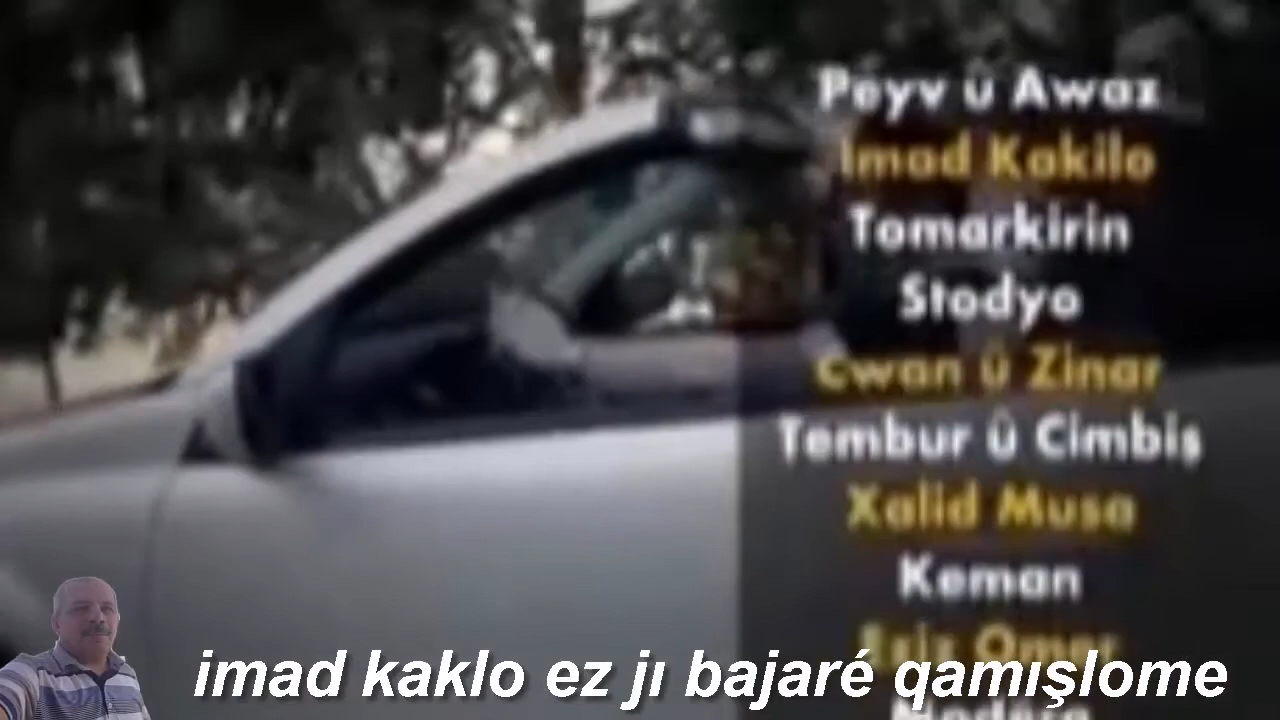 Peyv û Awaz
Imad Kakilo
Tomarkirin
Stodyo
Cwan û Zinar
Tembur û Cimbiş
Xalid Musa
Keman
Omer
imad kaklo ez jı bajaré qamışlome